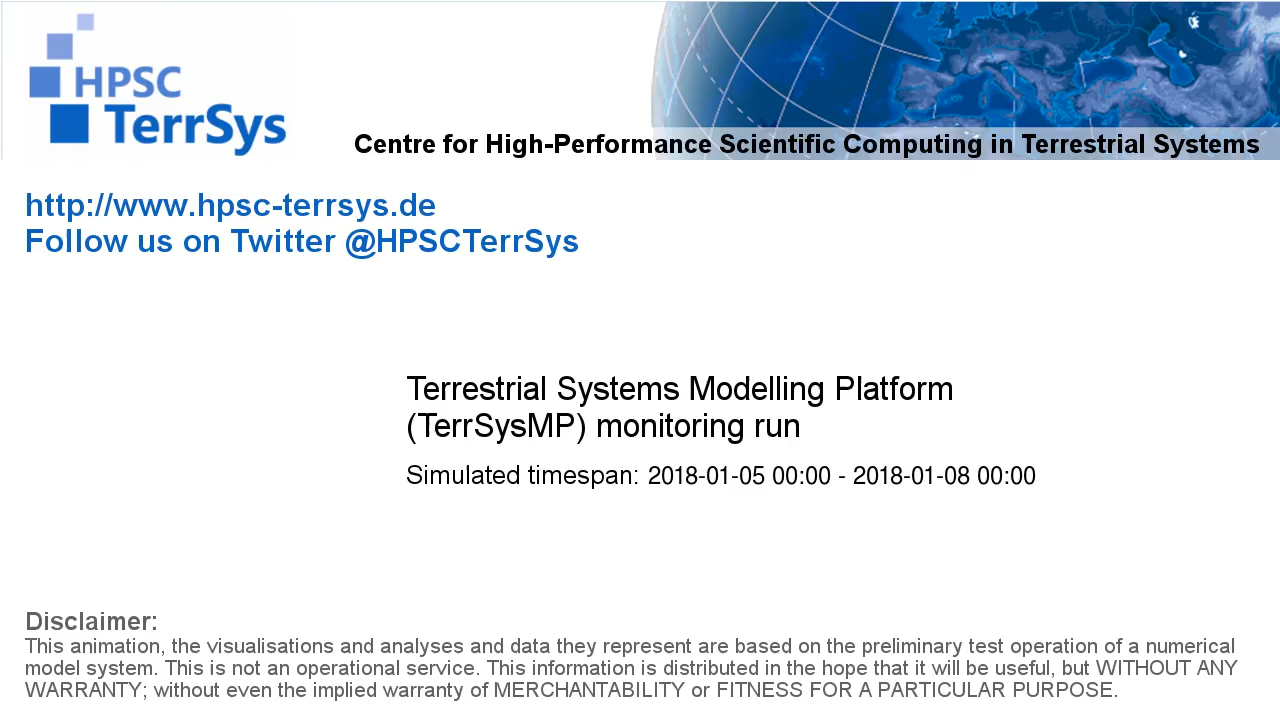 HPSC
TerrSys
Centre for High-Performance Scientific Computing in Terrestrial Systems
http://www.hpsc-terrsys.de
Follow us on Twitter @HPSCTerrSys
Terrestrial Systems Modelling Platform
(TerrSysMP) monitoring run
Simulated timespan: 2018-01-05 00:00 - 2018-01-08 00:00
Disclaimer:
This animation, the visualisations and analyses and data they represent are based on the preliminary test operation of a numerical
model system. This is not an operational service. This information is distributed in the hope that it will be useful, but WITHOUT ANY
WARRANTY; without even the implied warranty of MERCHANTABILITY or FITNESS FOR A PARTICULAR PURPOSE.